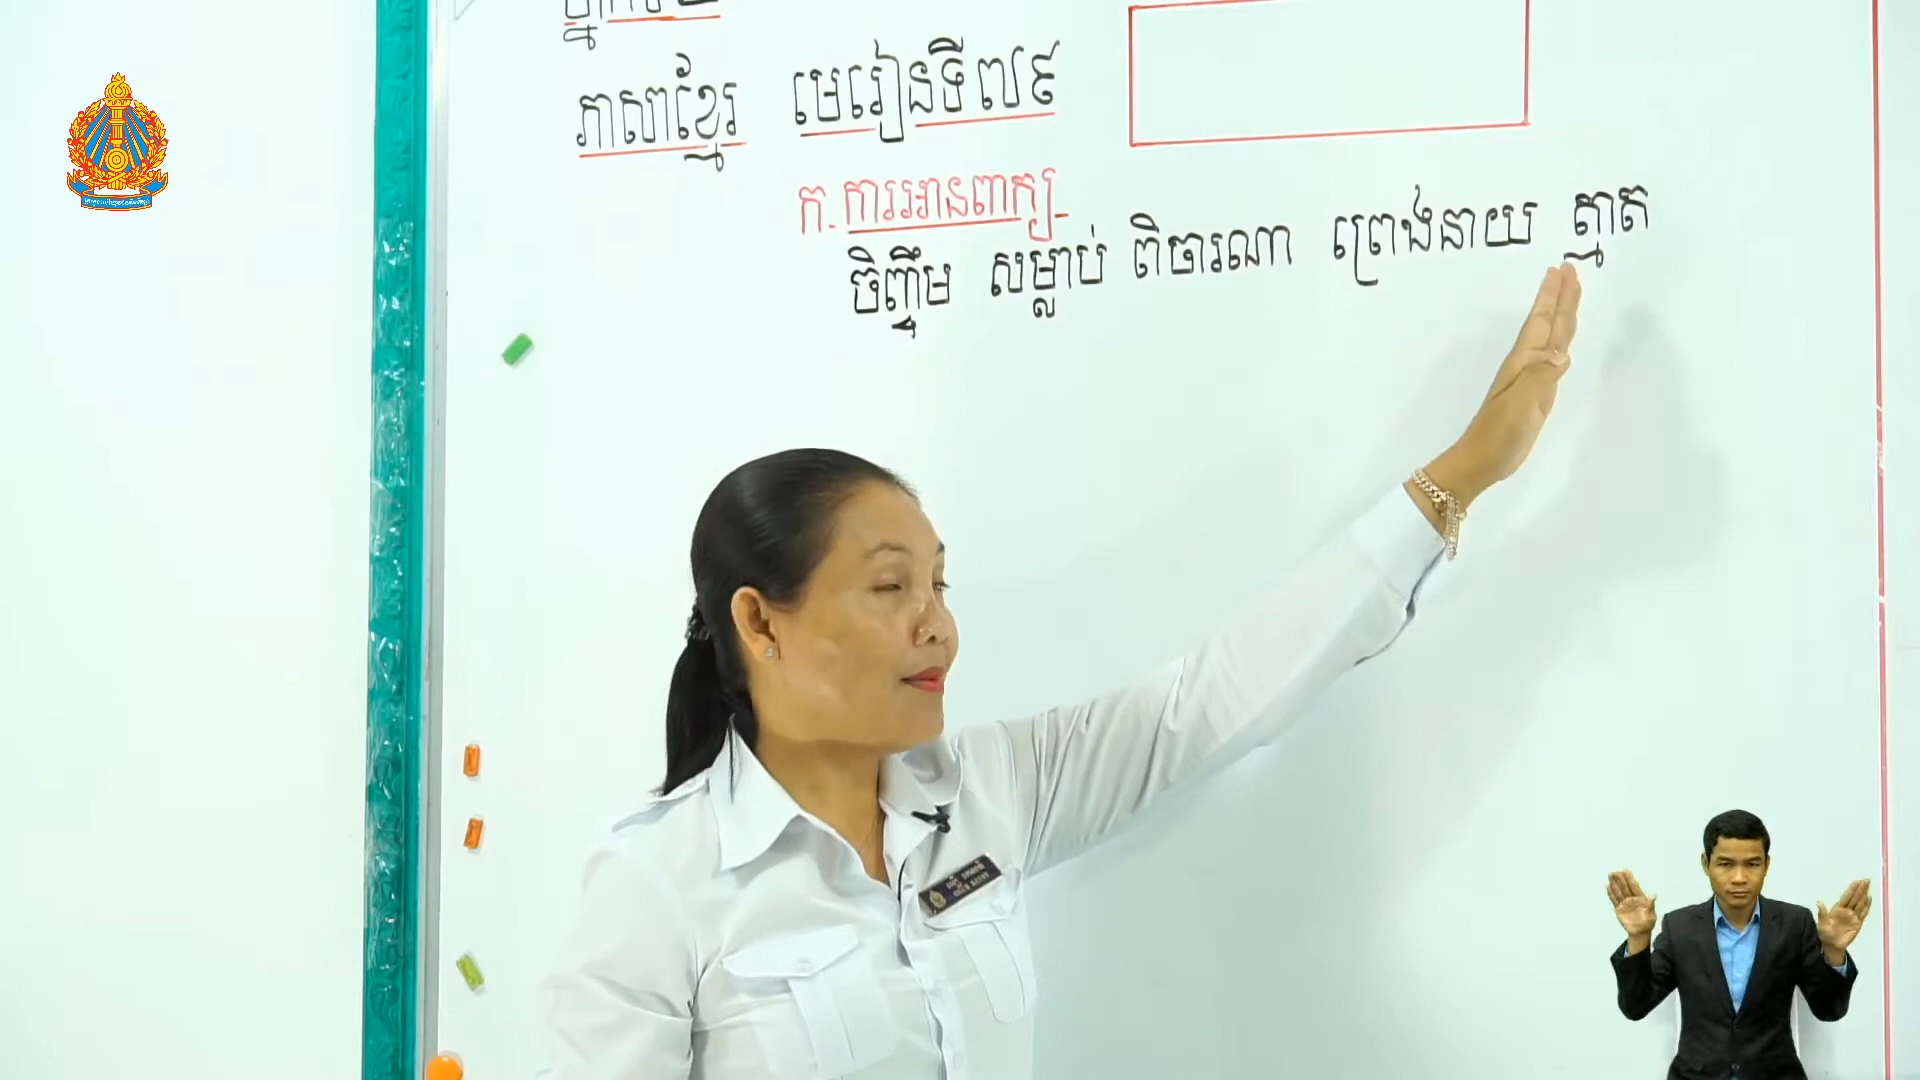 ភាសាខ្មែរ មេរៀនទី៧៩
ក. ការអានពាក្យ
ចិញ្ចឹម សម្លាប់ ពិចារណា ព្រេងនាយ ត្មាត